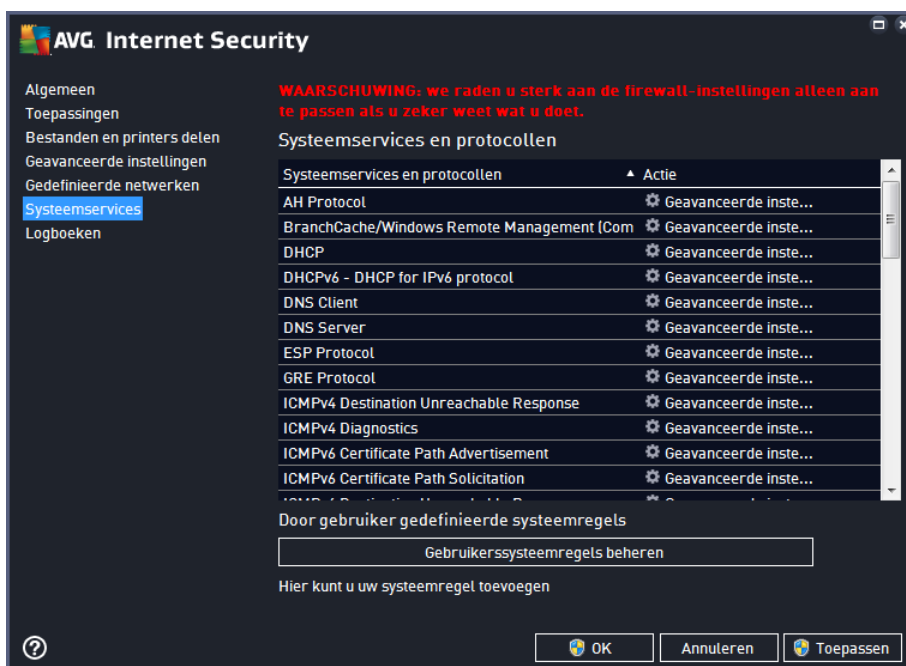 AVG Internet Security
Algemeen
Toepassingen
Bestanden en printers delen
Geavanceerde instellingen
Gedefinieerde netwerken
Systeemservices
Logboeken
WAARSCHUWING: we raden u sterk aan de firewall-instellingen alleen aan
te passen als u zeker weet wat u doet.
Systeemservices en protocollen
Systeemservices en protocollen Actie
AH Protocol Geavanceerde inste...
BranchCache/Windows Remote Management (Com Geavanceerde inste...
DHCP Geavanceerde inste...
DHCPv6 - DHCP for IPv6 protocol Geavanceerde inste...
DNS Client Geavanceerde inste...
DNS Server Geavanceerde inste...
ESP Protocol Geavanceerde inste...
GRE Protocol Geavanceerde inste...
ICMPv4 Destination Unreachable Response Geavanceerde inste...
ICMPv4 Diagnostics Geavanceerde inste...
ICMPv6 Certificate Path Advertisement Geavanceerde inste...
ICMPv6 Certificate Path Solicitation Geavanceerde inste...
Door gebruiker gedefinieerde systeemregels
Gebruikerssysteemregels beheren
Hier kunt u uw systeemregel toevoegen
OK Annuleren Toepassen